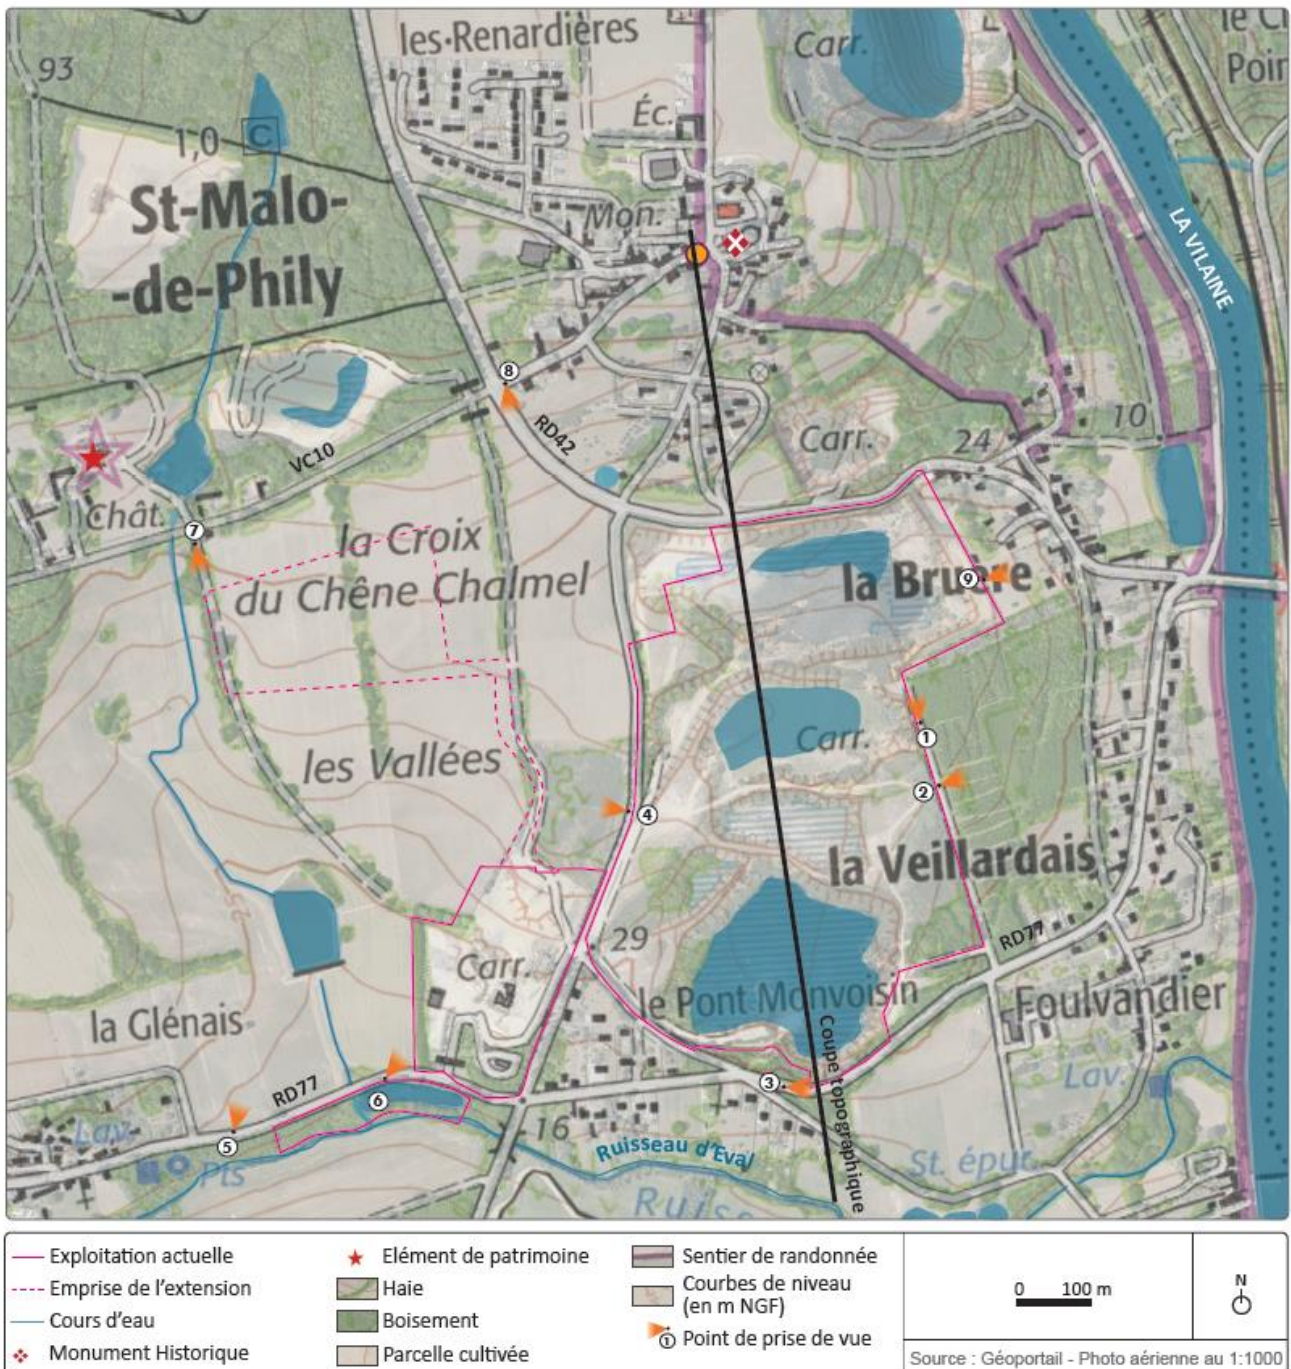 les-Renardières
Carr.
le Cl
Poir
93
Éc.
1,0
C
St-Malo-
-de-Phily
Mon.
LA VILAINE
8
RD42
VC10
Carr.
24
10
Chât.
7
la Croix
du Chêne Chalmel
la Bruère
9
les Vallées
Carr.
1
2
4
la Veillardais
29
RD77
Carr.
le Pont Monvoisin
Foulvandier
la Glénais
Coupe topographique
3
Lav.
RD77
6
5
16
Lav.
Pts
Ruisseau d'Eval
St. épur.
Ruiss
Exploitation actuelle
Emprise de l'extension
Cours d'eau
Monument Historique
Elément de patrimoine
Haie
Boisement
Parcelle cultivée
Sentier de randonnée
Courbes de niveau
(en m NGF)
1 Point de prise de vue
0 100 m
N
Source : Géoportail - Photo aérienne au 1:1000